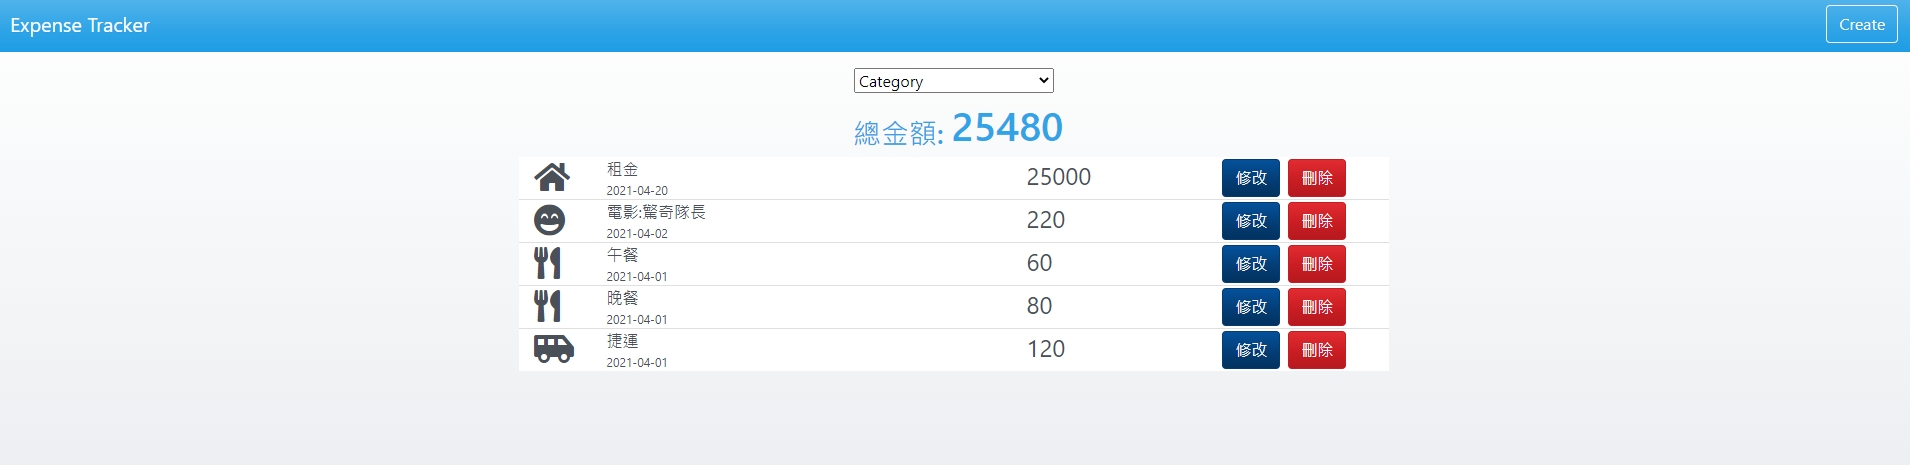 Expense Tracker
Create
Category
總金額: 25480
租金
2021-04-20
25000
修改 刪除
電影:驚奇隊長
2021-04-02
220
修改 刪除
午餐
2021-04-01
60
修改 刪除
晚餐
2021-04-01
80
修改 刪除
捷運
2021-04-01
120
修改 刪除